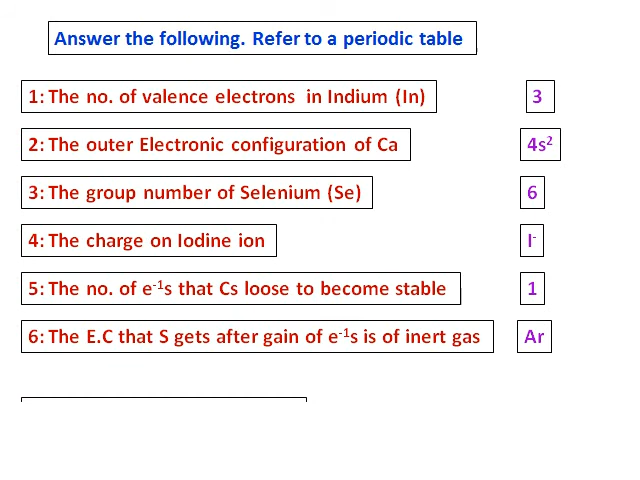 Answer the following. Refer to a periodic table
1: The no. of valence electrons in Indium (In) 3
2: The outer Electronic configuration of Ca 4s²
3: The group number of Selenium (Se) 6
4: The charge on Iodine ion I⁻
5: The no. of e⁻¹s that Cs loose to become stable 1
6: The E.C that S gets after gain of e⁻¹s is of inert gas Ar